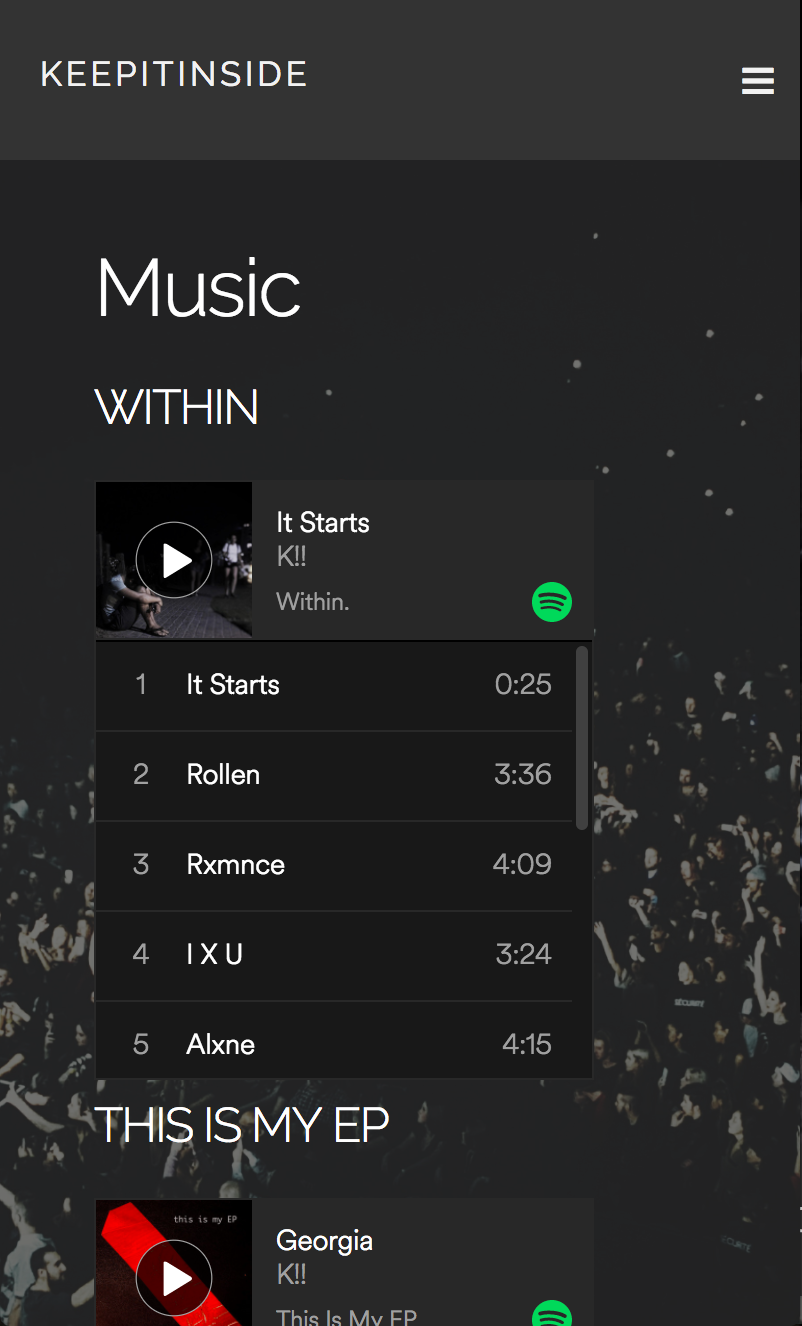 KEEPITINSIDE
Music
WITHIN
It Starts
K!!
Within.
1 It Starts 0:25
2 Rollen 3:36
3 Rxmnce 4:09
4 I X U 3:24
5 Alxne 4:15
SÉCURITÉ
THIS IS MY EP
this is my EP
Georgia
K!!
This Is My EP